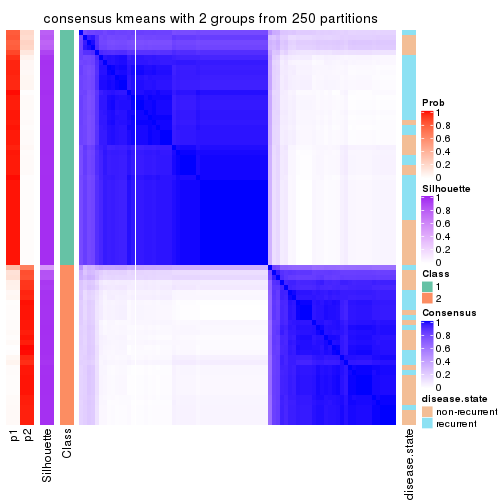 consensus kmeans with 2 groups from 250 partitions
Prob
1
0.8
0.6
0.4
0.2
0
Silhouette
1
0.8
0.6
0.4
0.2
0
Class
1
2
Consensus
1
0.8
0.6
0.4
0.2
0
disease.state
non-recurrent
recurrent
p1
p2
Silhouette
Class
disease.state